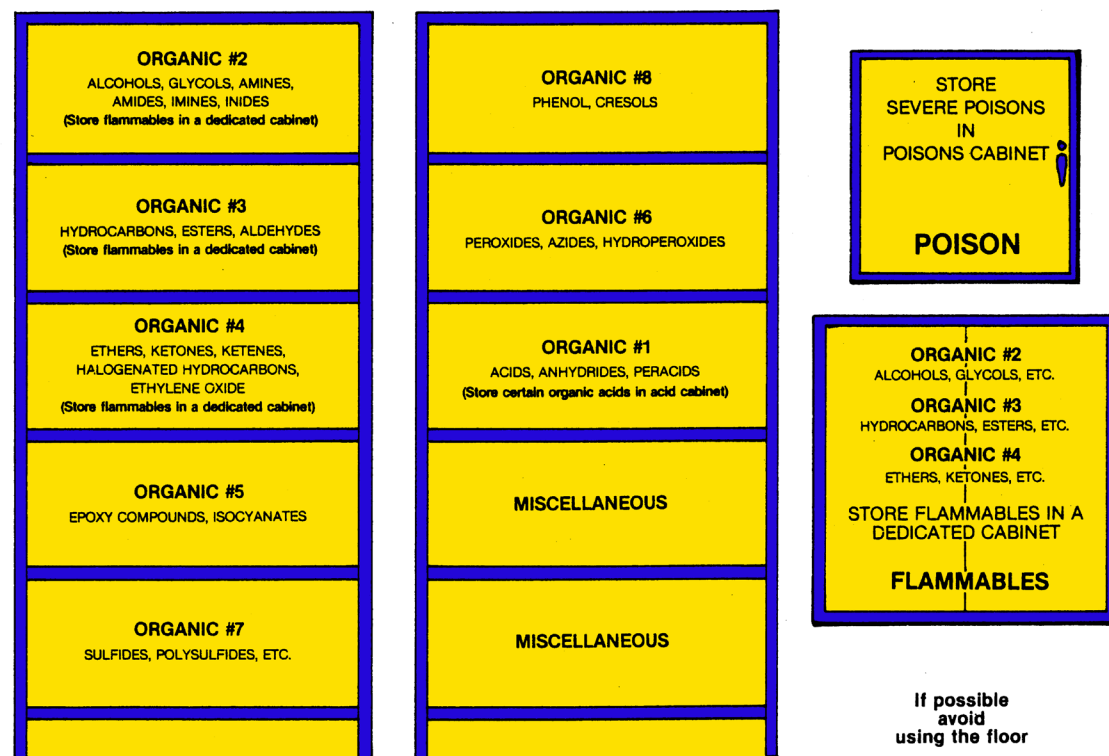 ORGANIC #2
ALCOHOLS, GLYCOLS, AMINES,
AMIDES, IMINES, INIDES
(Store flammables in a dedicated cabinet)
ORGANIC #3
HYDROCARBONS, ESTERS, ALDEHYDES
(Store flammables in a dedicated cabinet)
ORGANIC #4
ETHERS, KETONES, KETENES,
HALOGENATED HYDROCARBONS,
ETHYLENE OXIDE
(Store flammables in a dedicated cabinet)
ORGANIC #5
EPOXY COMPOUNDS, ISOCYANATES
ORGANIC #7
SULFIDES, POLYSULFIDES, ETC.
ORGANIC #8
PHENOL, CRESOLS
ORGANIC #6
PEROXIDES, AZIDES, HYDROPEROXIDES
ORGANIC #1
ACIDS, ANHYDRIDES, PERACIDS
(Store certain organic acids in acid cabinet)
MISCELLANEOUS
MISCELLANEOUS
STORE
SEVERE POISONS
IN
POISONS CABINET
POISON
ORGANIC #2
ALCOHOLS, GLYCOLS, ETC.
ORGANIC #3
HYDROCARBONS, ESTERS, ETC.
ORGANIC #4
ETHERS, KETONES, ETC.
STORE FLAMMABLES IN A
DEDICATED CABINET
FLAMMABLES
If possible
avoid
using the floor